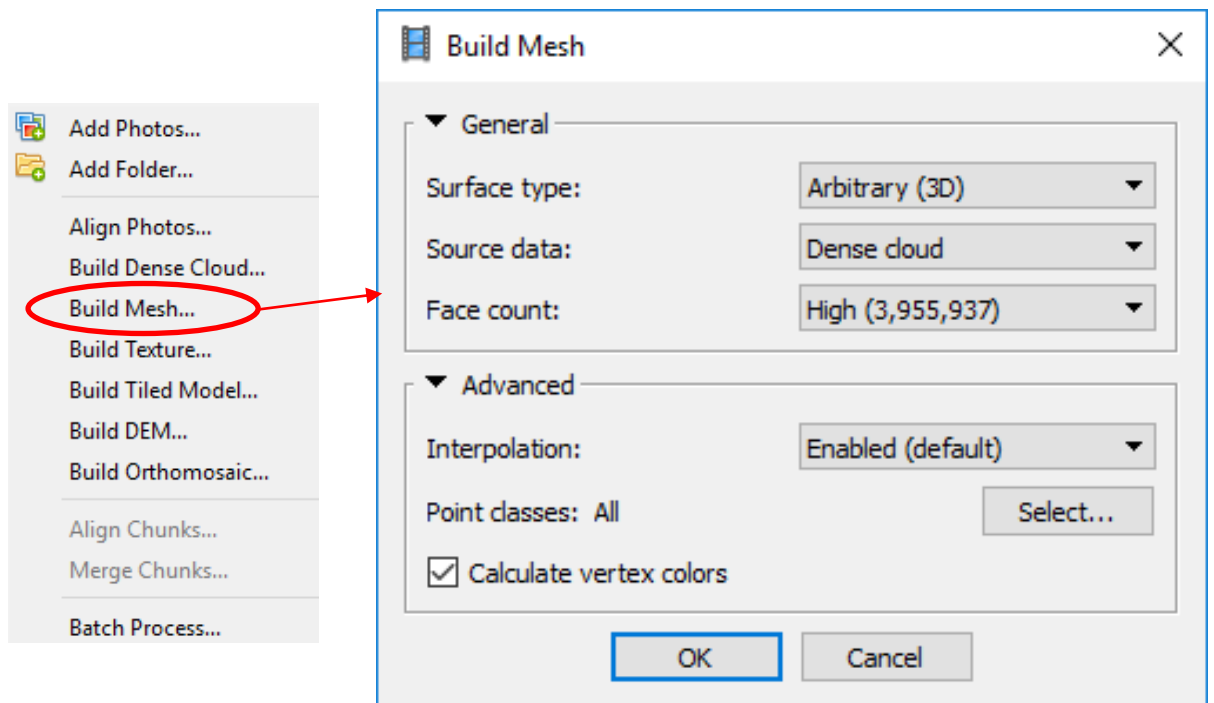 Add Photos...
Add Folder...
Align Photos...
Build Dense Cloud...
Build Mesh...
Build Texture...
Build Tiled Model...
Build DEM...
Build Orthomosaic...
Align Chunks...
Merge Chunks...
Batch Process...
Build Mesh
General
Surface type: Arbitrary (3D)
Source data: Dense cloud
Face count: High (3,955,937)
Advanced
Interpolation: Enabled (default)
Point classes: All Select...
Calculate vertex colors
OK Cancel